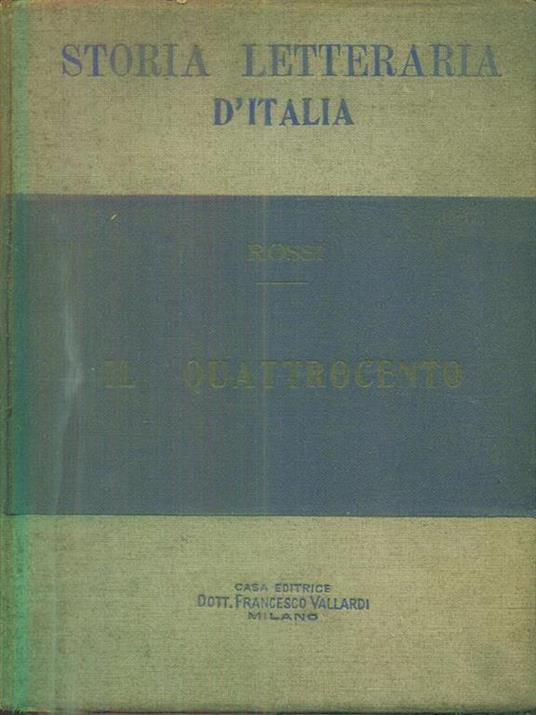 STORIA LETTERARIA
D'ITALIA
ROSSI
IL QUATTROCENTO
CASA EDITRICE
DOTT. FRANCESCO VALLARDI
MILANO